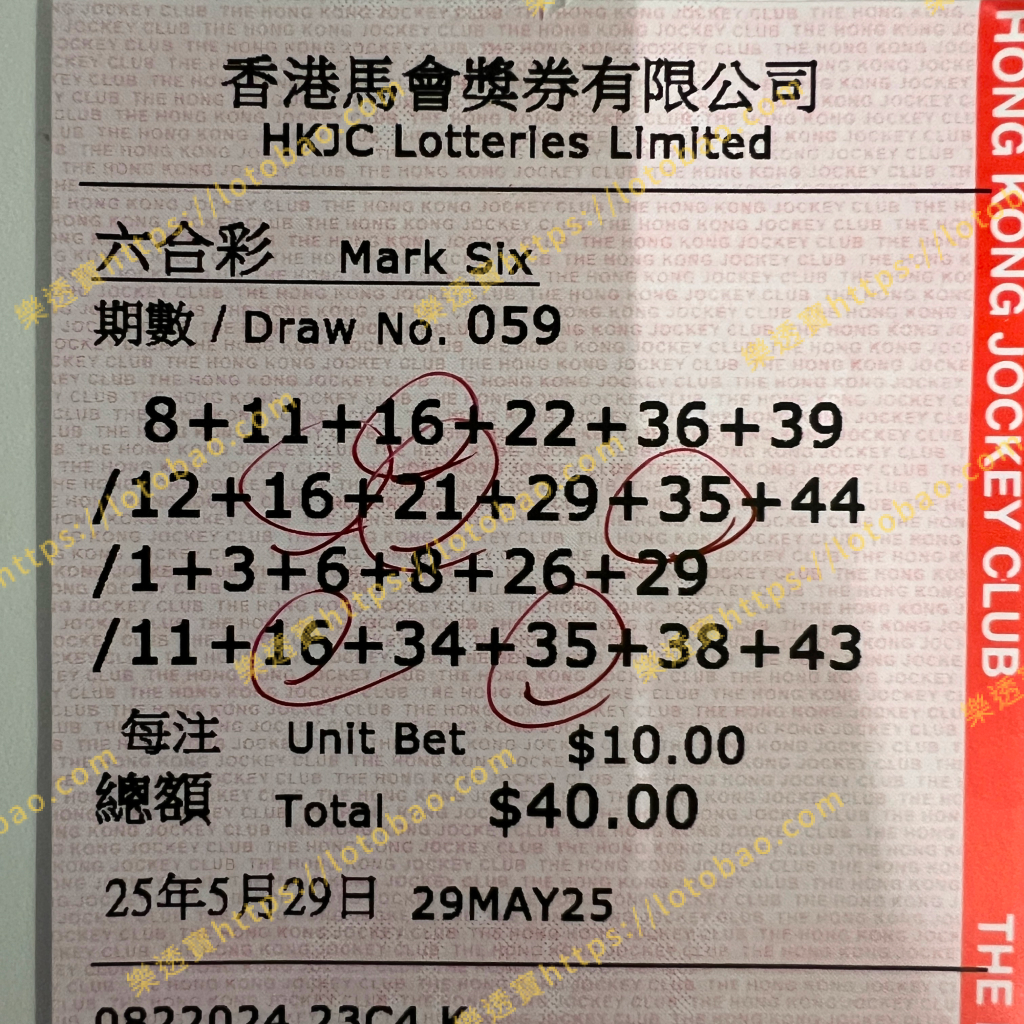 香港馬會獎券有限公司
HKJC Lotteries Limited
六合彩 Mark Six
期數 / Draw No. 059
8+11+16+22+36+39
/12+16+21+29+35+44
/1+3+6+8+26+29
/11+16+34+35+38+43
每注 Unit Bet $10.00
總額 Total $40.00
25年5月29日 29MAY25
HONG KONG JOCKEY CLUB THE
樂透寶https://lotobao.com